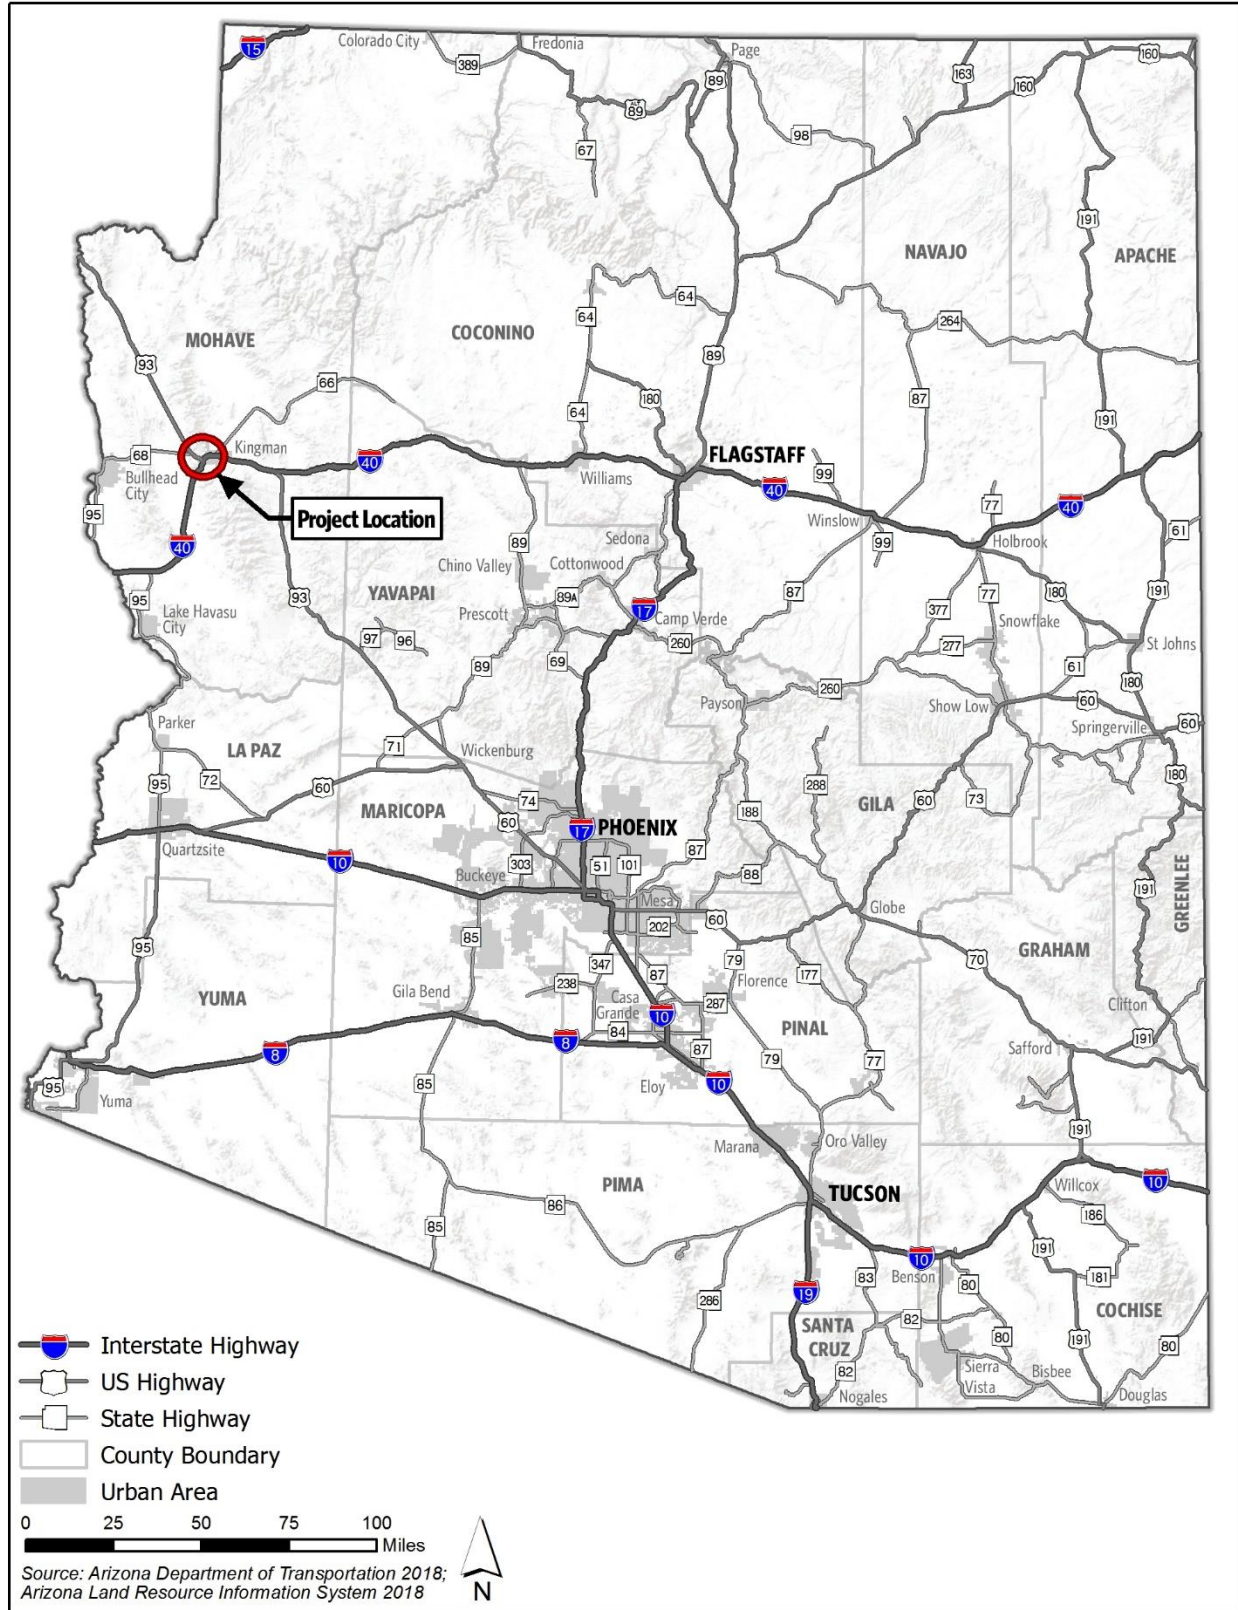 15
Colorado City
389
Fredonia
Page
89
ALT
89
67
98
163
160
160
191
NAVAJO
APACHE
MOHAVE
COCONINO
64
64
264
93
66
89
87
180
64
191
68
Kingman
40
Williams
FLAGSTAFF
Bullhead
City
95
Project Location
40
99
Winslow
77
40
61
40
Sedona
99
Holbrook
89
Chino Valley
Cottonwood
YAVAPAI
93
89A
Prescott
17
Camp Verde
87
95
Lake Havasu
City
97
96
89
69
260
377
77
180
191
Snowflake
277
St Johns
61
180
260
Payson
Show Low
60
Springerville
60
Parker
LA PAZ
71
Wickenburg
95
72
60
MARICOPA
74
60
188
288
GILA
60
73
180
Quartzsite
17
PHOENIX
10
303
51
101
87
88
Buckeye
Mesa
202
60
Globe
191
GREENLEE
95
85
347
87
79
177
GRAHAM
70
YUMA
238
Florence
Gila Bend
Casa
Grande
287
Clifton
10
PINAL
8
8
84
87
79
77
Safford
191
95
Yuma
85
Eloy
10
Marana
Oro Valley
191
PIMA
TUCSON
Willcox
10
86
186
85
191
10
83
Benson
80
181
286
19
SANTA
CRUZ
82
COCHISE
80
191
80
82
Sierra
Vista
Bisbee
Nogales
Douglas
Interstate Highway
US Highway
State Highway
County Boundary
Urban Area
0 25 50 75 100
Miles
Source: Arizona Department of Transportation 2018;
Arizona Land Resource Information System 2018
N